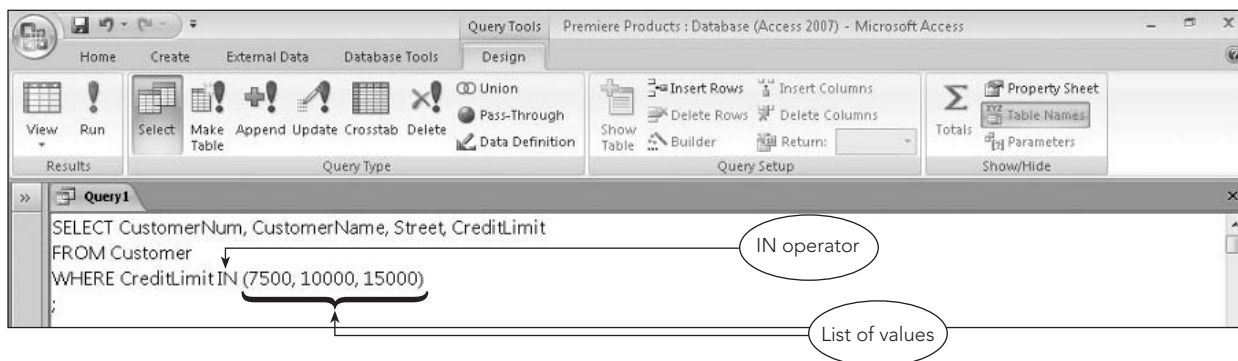 Query Tools
Premiere Products : Database (Access 2007) - Microsoft Access
Home
Create
External Data
Database Tools
Design
View
Run
Results
Select
Make Table
Append
Update
Crosstab
Delete
Union
Pass-Through
Data Definition
Query Type
Show Table
Insert Rows
Delete Rows
Builder
Insert Columns
Delete Columns
Return:
Query Setup
Totals
Property Sheet
XYZ
Table Names
[?] Parameters
Show/Hide
Query1
SELECT CustomerNum, CustomerName, Street, CreditLimit
FROM Customer
WHERE CreditLimit IN (7500, 10000, 15000)
;
IN operator
List of values